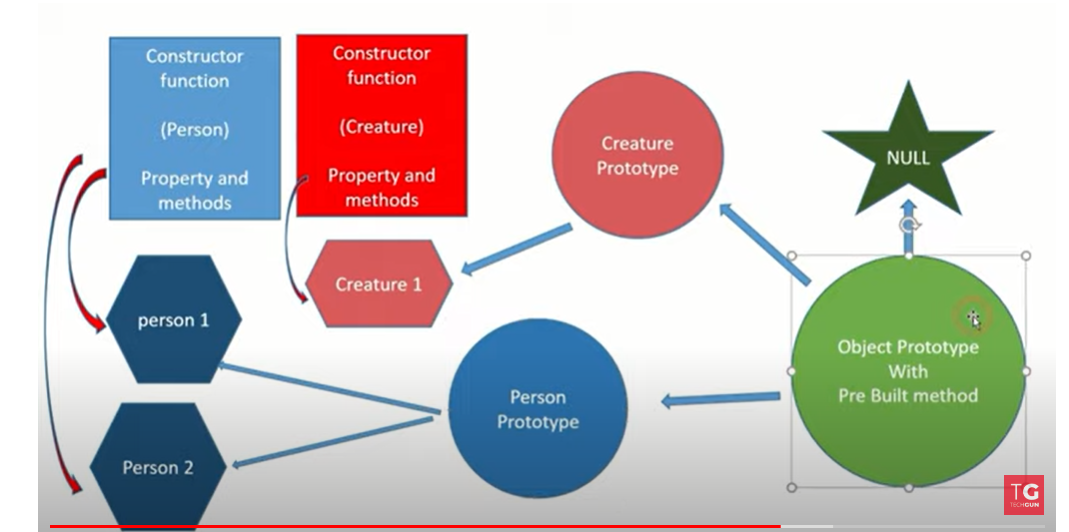 Constructor
function
(Person)
Property and
methods
Constructor
function
(Creature)
Property and
methods
Creature
Prototype
NULL
Creature 1
person 1
Object Prototype
With
Pre Built method
Person
Prototype
Person 2
TG
TECHGUN